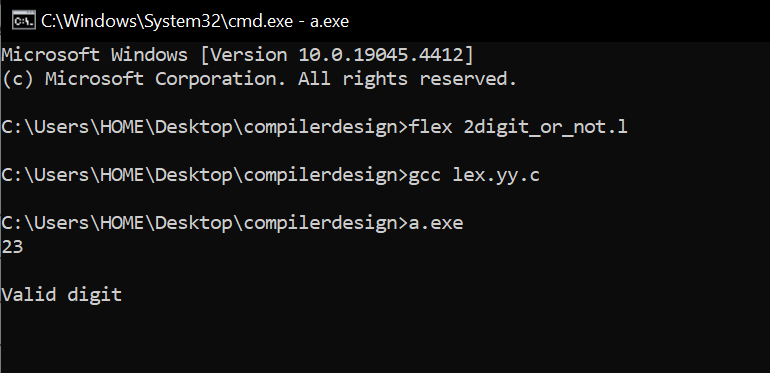 C:\Windows\System32\cmd.exe - a.exe
Microsoft Windows [Version 10.0.19045.4412]
(c) Microsoft Corporation. All rights reserved.
C:\Users\HOME\Desktop\compilerdesign>flex 2digit_or_not.l
C:\Users\HOME\Desktop\compilerdesign>gcc lex.yy.c
C:\Users\HOME\Desktop\compilerdesign>a.exe
23
Valid digit